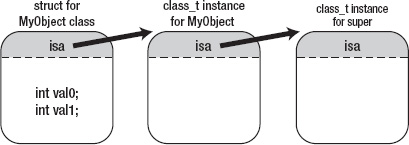 struct for
MyObject class
class_t instance
for MyObject
class_t instance
for super
isa
isa
isa
int val0;
int val1;